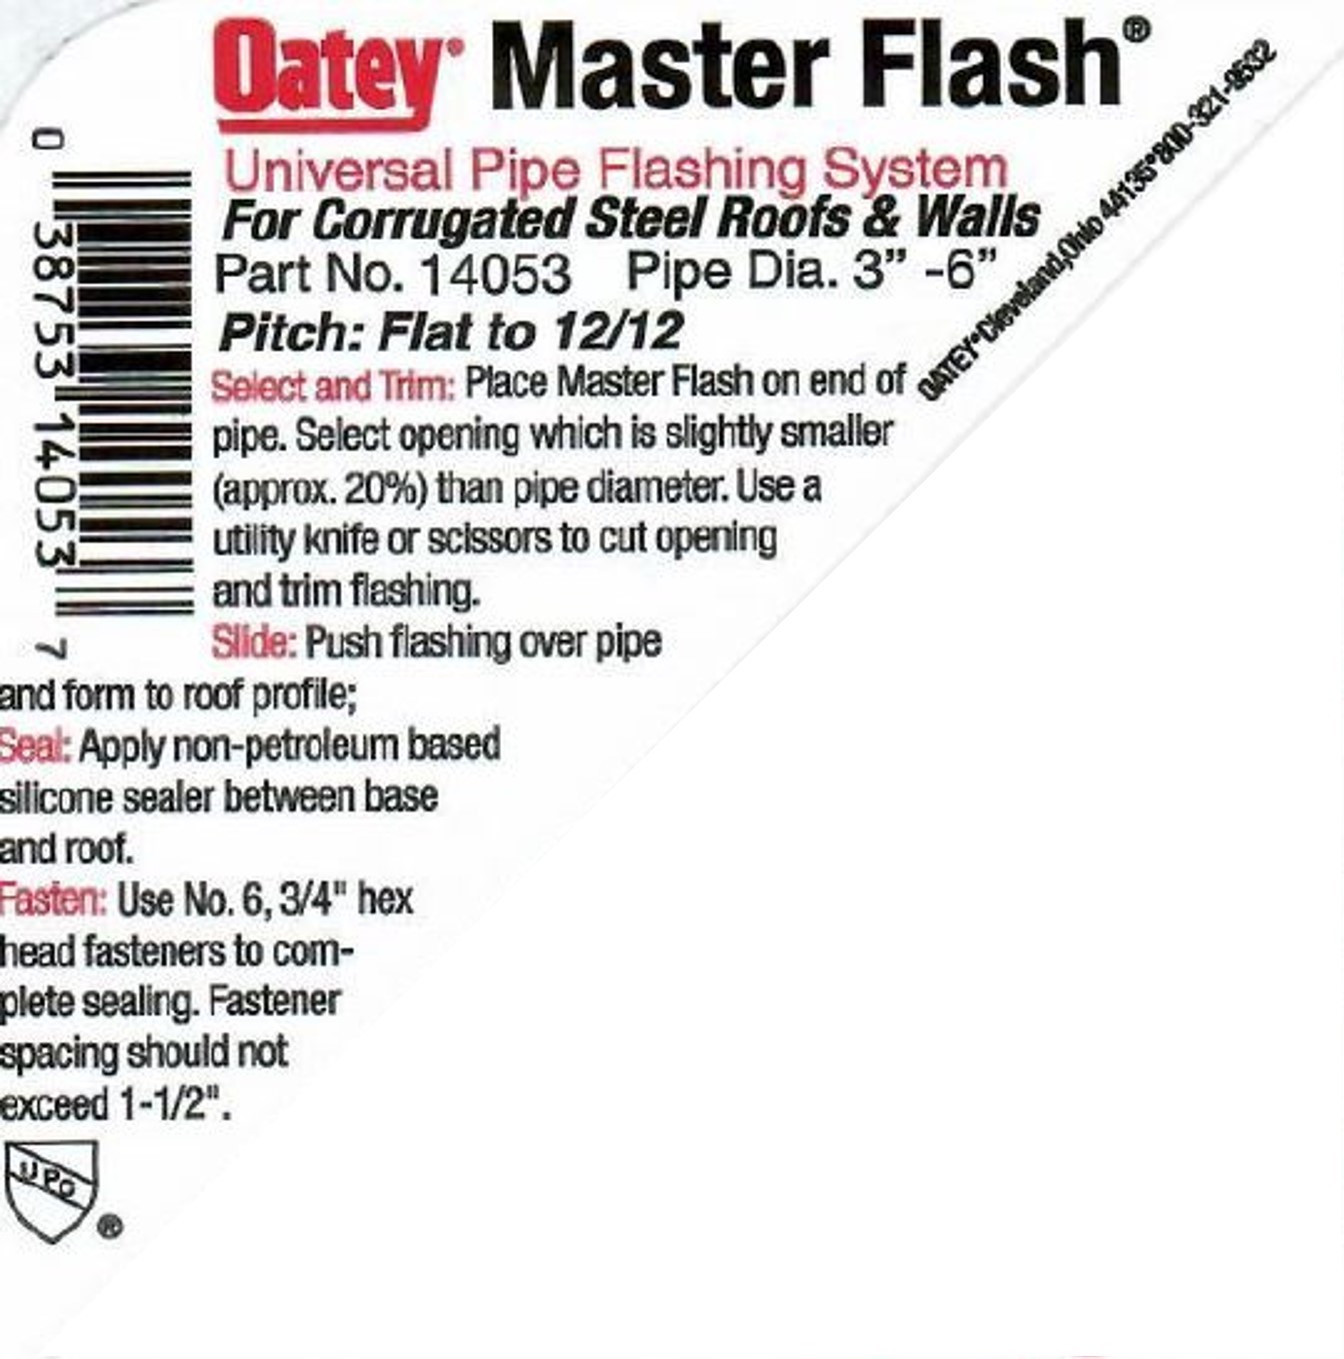 Oatey® Master Flash®
Universal Pipe Flashing System
For Corrugated Steel Roofs & Walls
Part No. 14053 Pipe Dia. 3” -6”
Pitch: Flat to 12/12
Select and Trim: Place Master Flash on end of
pipe. Select opening which is slightly smaller
(approx. 20%) than pipe diameter. Use a
utility knife or scissors to cut opening
and trim flashing.
Slide: Push flashing over pipe
and form to roof profile;
Seal: Apply non-petroleum based
silicone sealer between base
and roof.
Fasten: Use No. 6, 3/4" hex
head fasteners to com-
plete sealing. Fastener
spacing should not
exceed 1-1/2".
UPC ®
OATEY•Cleveland,Ohio 44135•800-321-9532
0 38753 14053 7